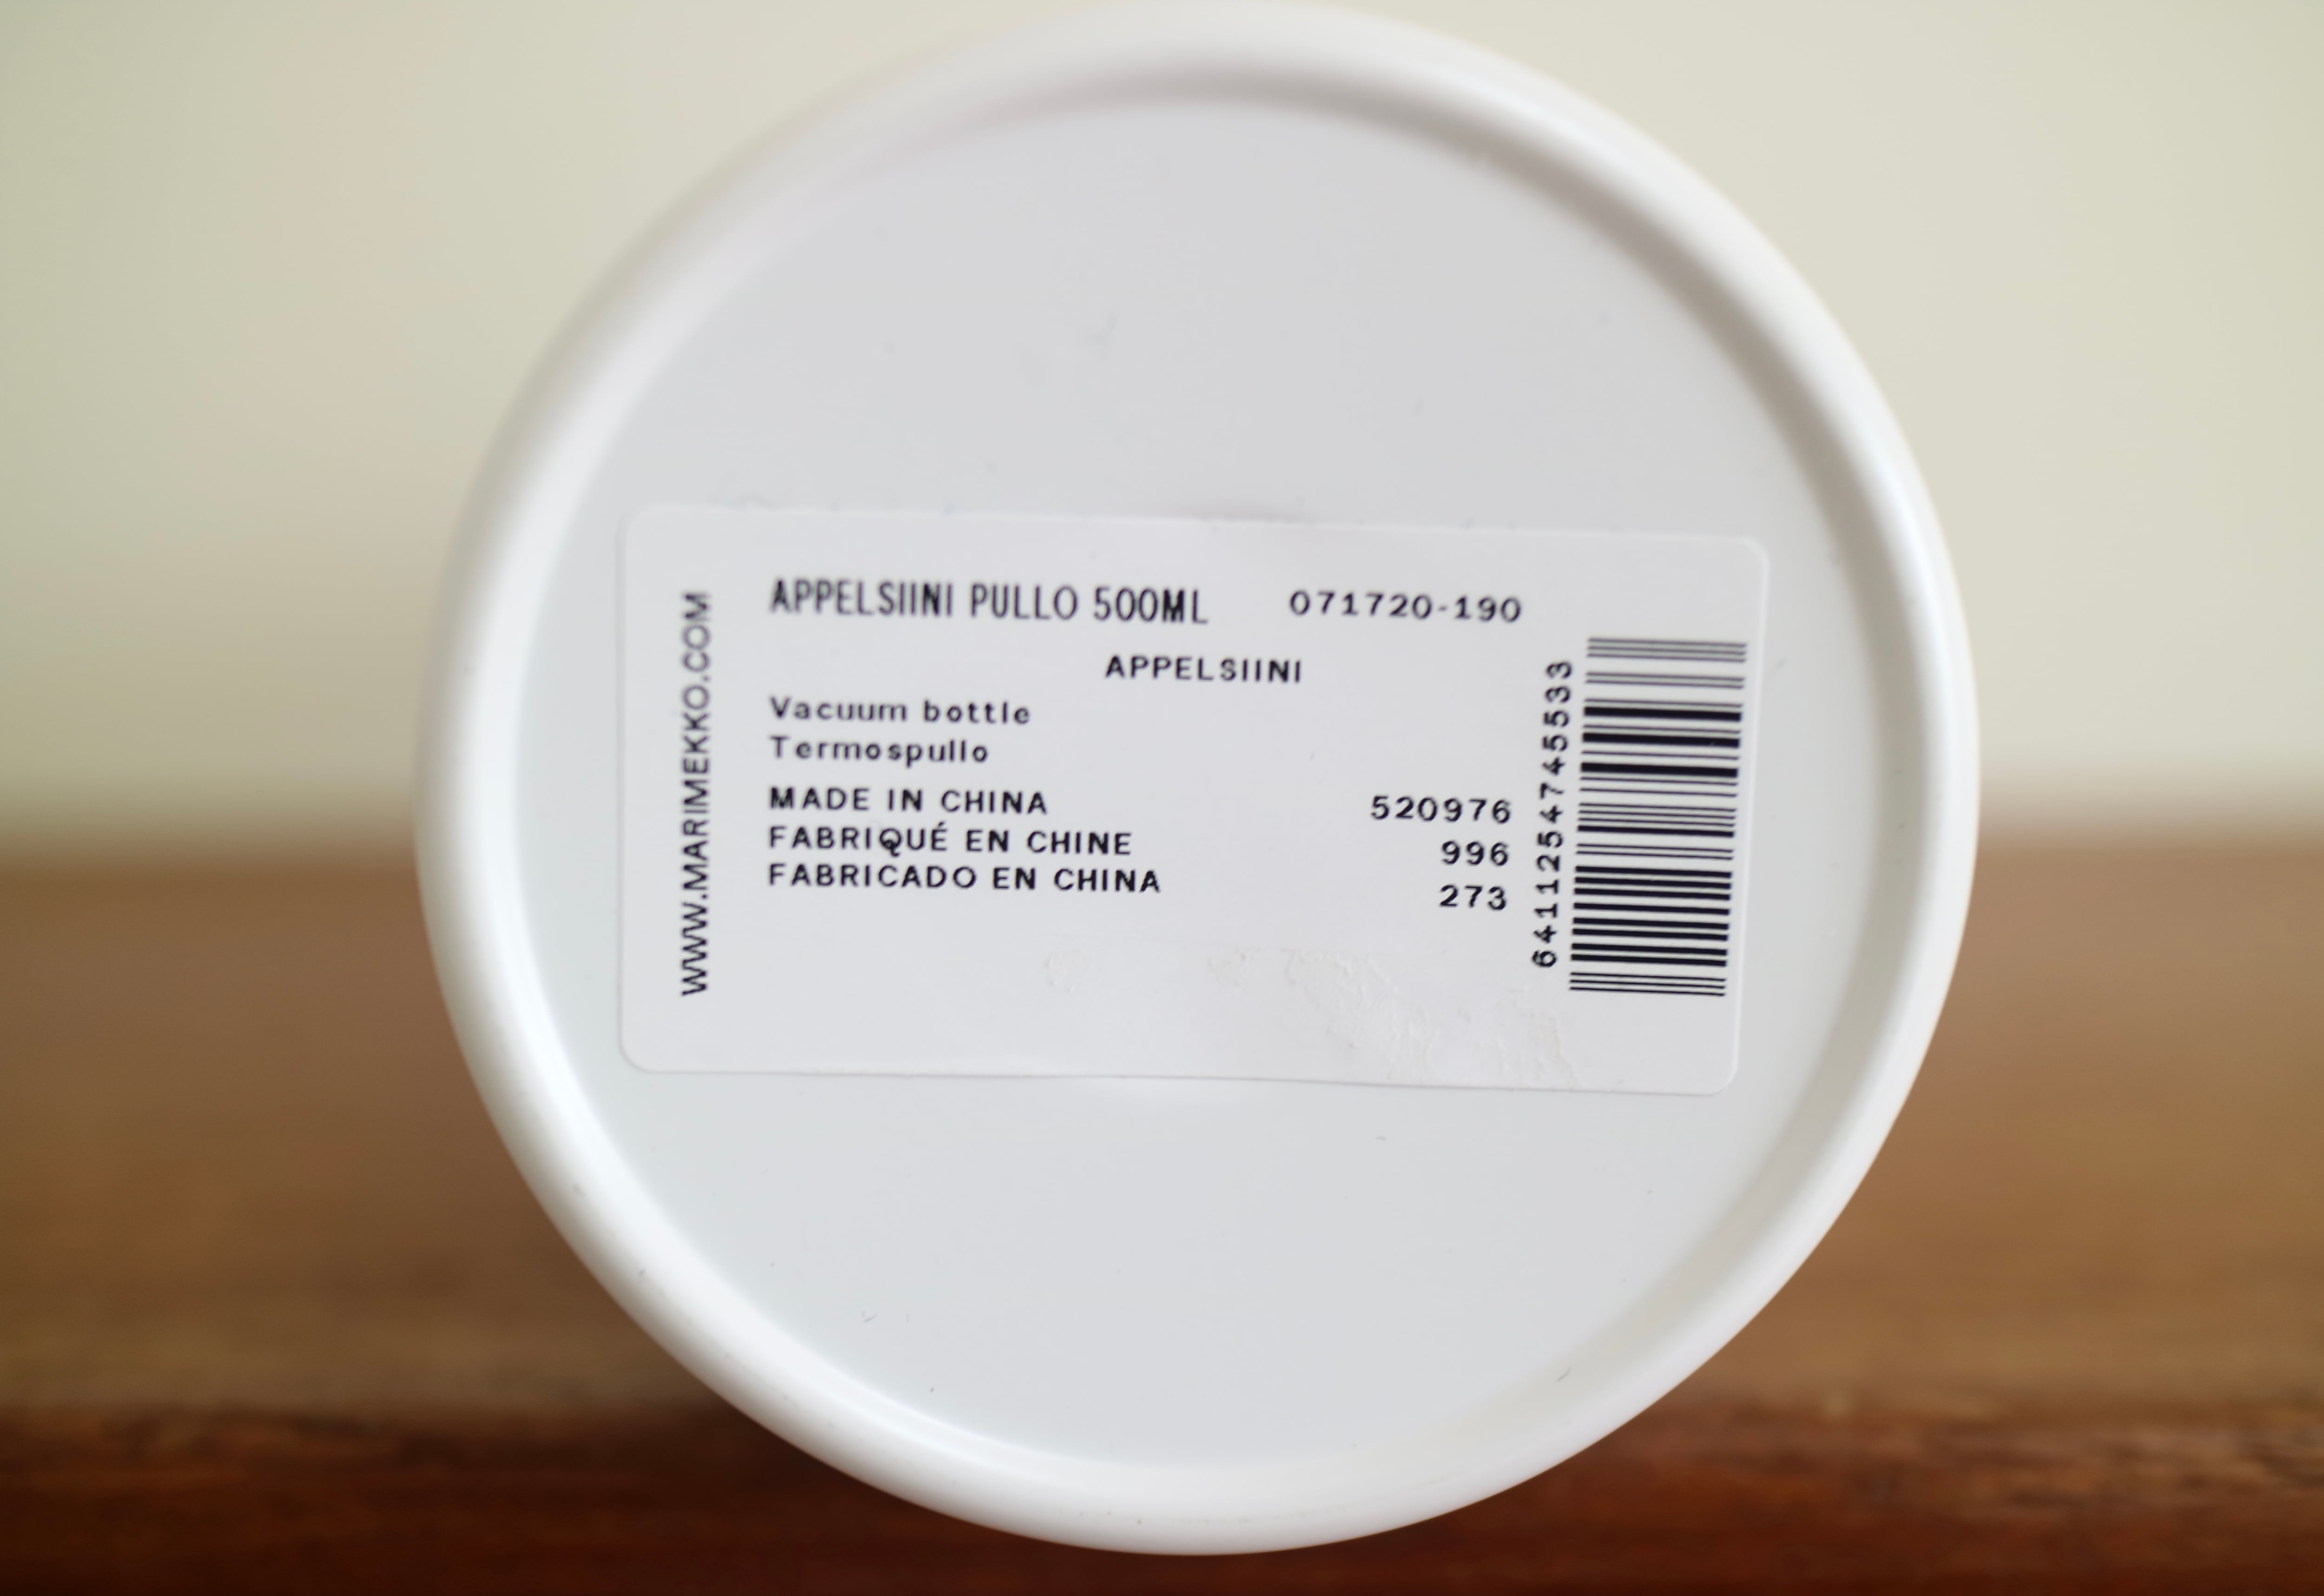 WWW.MARIMEKKO.COM
APPELSIINI PULLO 500ML 071720-190
APPELSIINI
Vacuum bottle
Termospullo
MADE IN CHINA 520976
FABRIQUÉ EN CHINE 996
FABRICADO EN CHINA 273
6411254745533